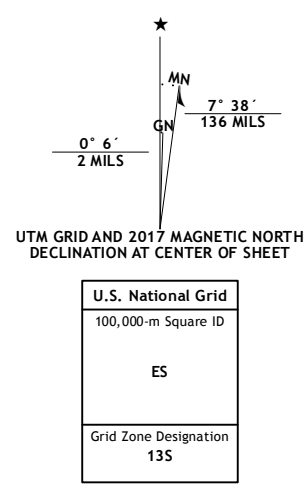 ★
MN
GN
7° 38´
136 MILS
0° 6´
2 MILS
UTM GRID AND 2017 MAGNETIC NORTH
DECLINATION AT CENTER OF SHEET
U.S. National Grid
100,000-m Square ID
ES
Grid Zone Designation
13S